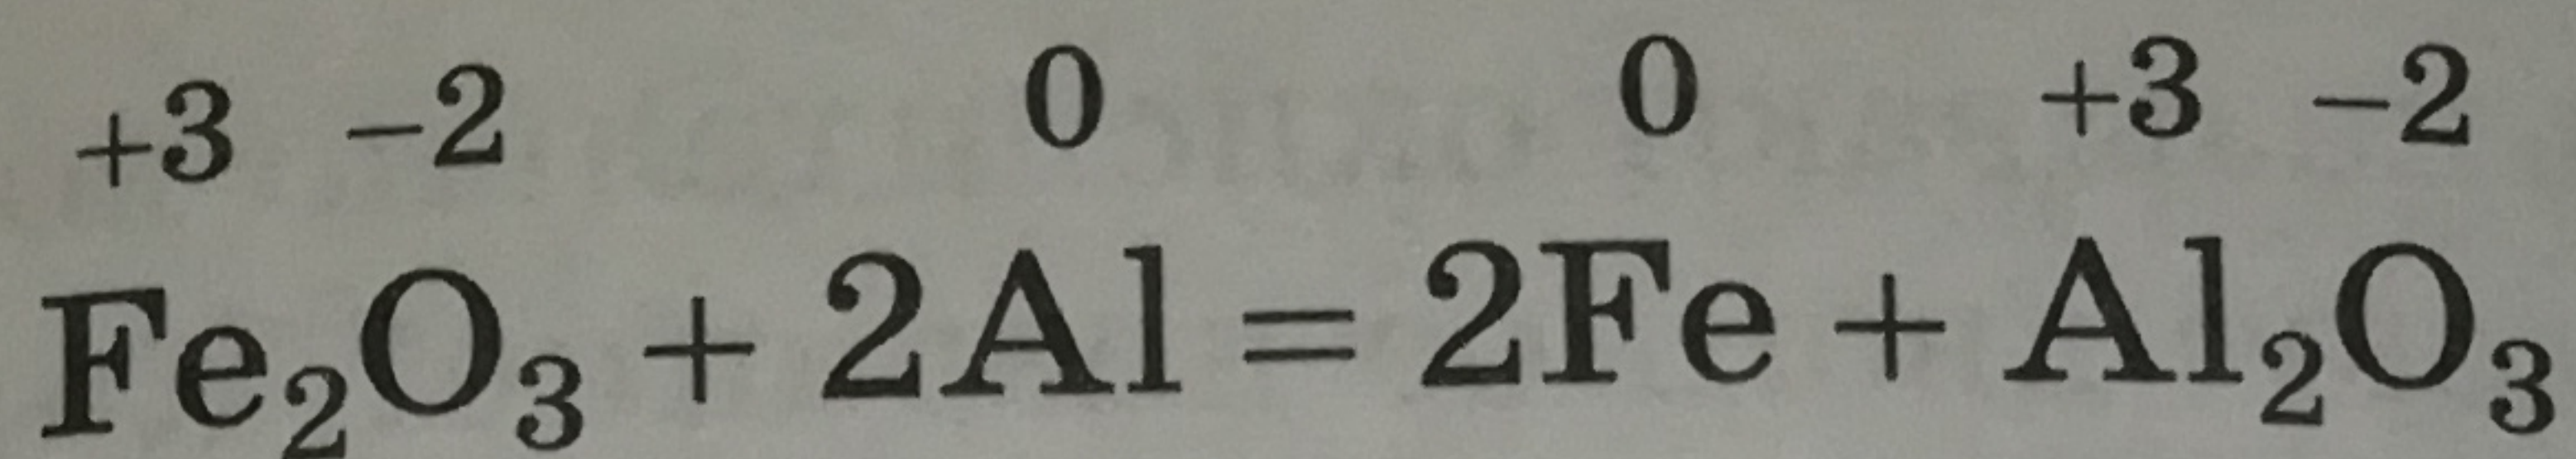 +3 −2 0 0 +3 −2
Fe₂O₃ + 2Al = 2Fe + Al₂O₃